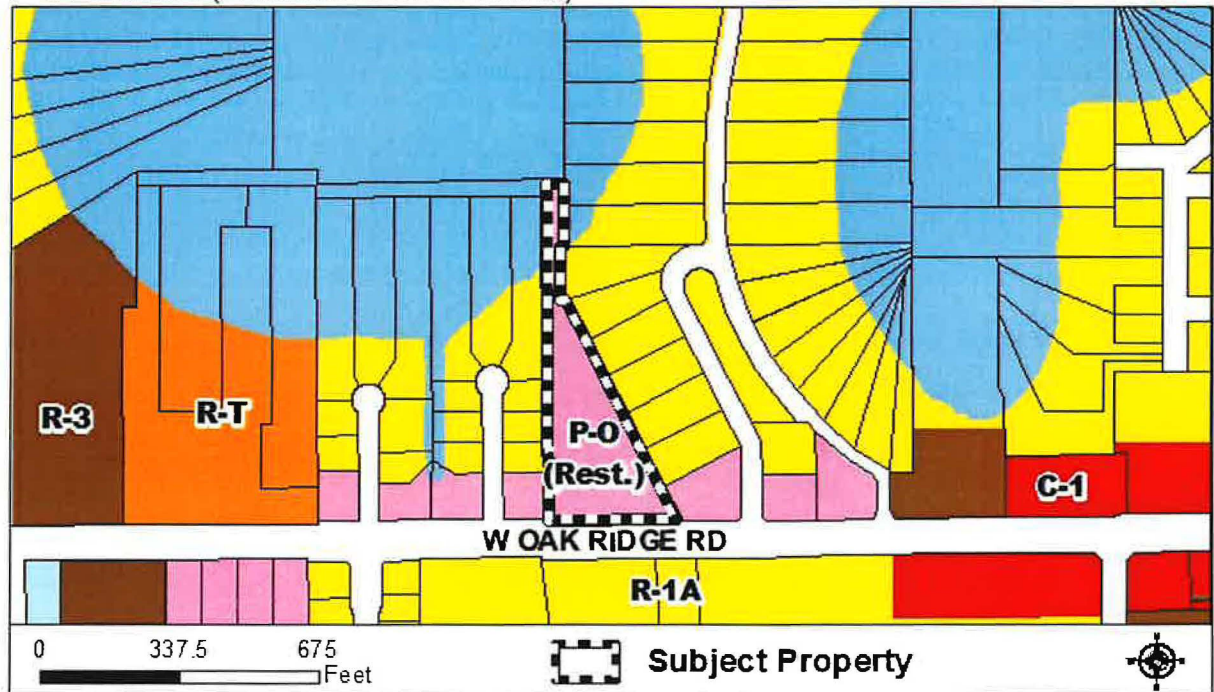 R-3
R-T
P-O
(Rest.)
C-1
W OAK RIDGE RD
R-1A
0 337.5 675
Feet
Subject Property